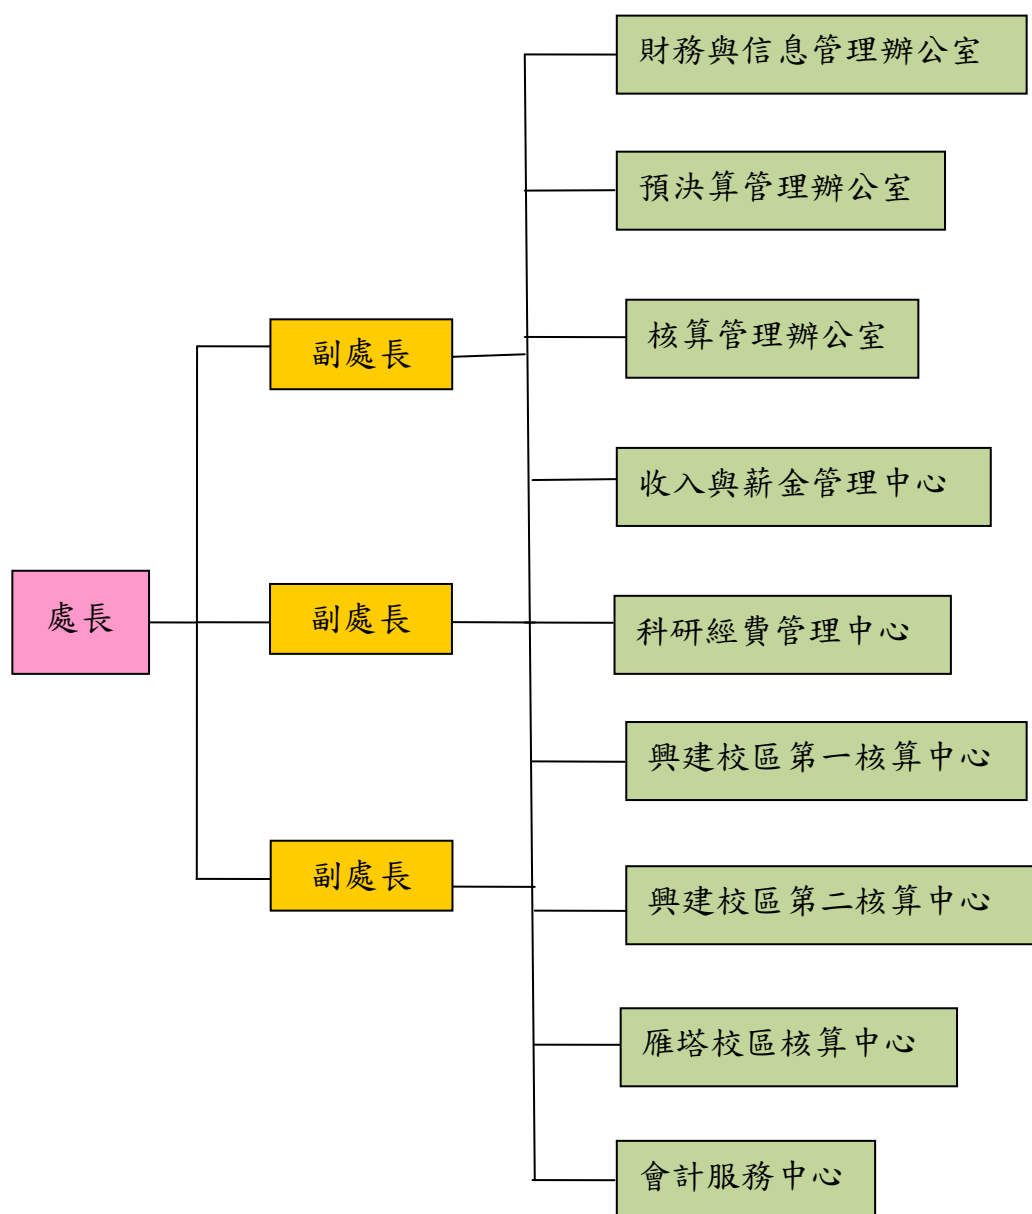 財務與信息管理辦公室
預決算管理辦公室
核算管理辦公室
副處長
收入與薪金管理中心
處長
副處長
科研經費管理中心
興建校區第一核算中心
副處長
興建校區第二核算中心
雁塔校區核算中心
會計服務中心